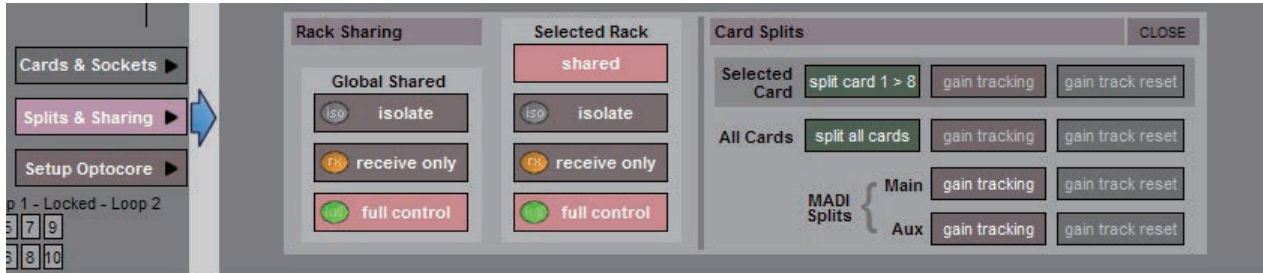 Cards & Sockets
Splits & Sharing
Setup Optocore
p 1 - Locked - Loop 2
7 9
8 10
Rack Sharing
Global Shared
iso isolate
rx receive only
full full control
Selected Rack
shared
iso isolate
rx receive only
full full control
Card Splits CLOSE
Selected Card split card 1 > 8 gain tracking gain track reset
All Cards split all cards gain tracking gain track reset
MADI Splits
Main gain tracking gain track reset
Aux gain tracking gain track reset